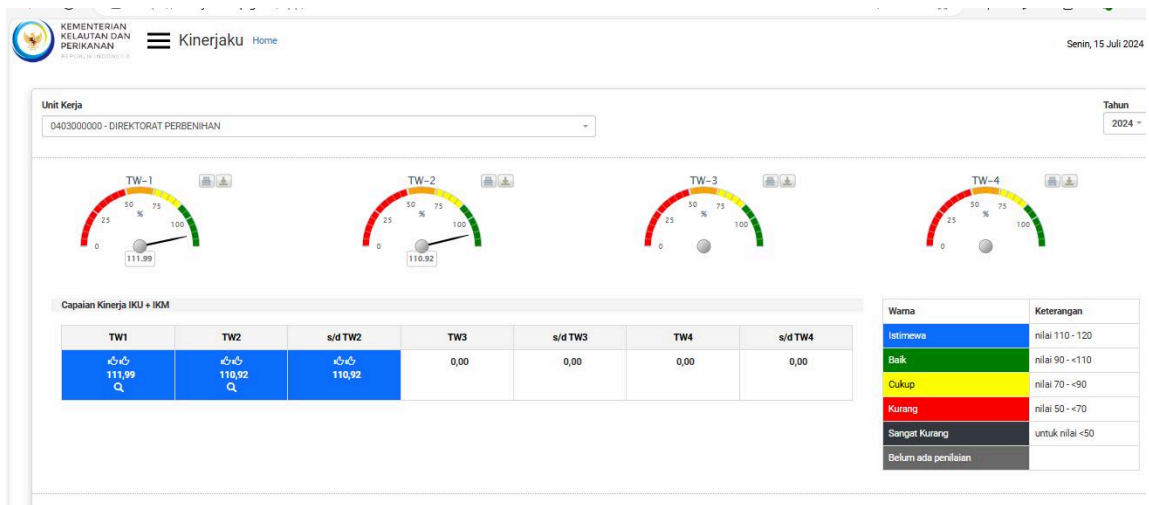 KEMENTERIAN
KELAUTAN DAN
PERIKANAN
REPUBLIK INDONESIA
Kinerjaku Home
Senin, 15 Juli 2024
Unit Kerja
Tahun
0403000000 - DIREKTORAT PERBENIHAN
2024
TW-1
0 25 50 75 100
%
111.99
TW-2
0 25 50 75 100
%
110.92
TW-3
0 25 50 75 100
%
TW-4
0 25 50 75 100
%
Capaian Kinerja IKU + IKM
TW1 TW2 s/d TW2 TW3 s/d TW3 TW4 s/d TW4
111,99 110,92 110,92 0,00 0,00 0,00 0,00
Warna Keterangan
Istimewa nilai 110 - 120
Baik nilai 90 - <110
Cukup nilai 70 - <90
Kurang nilai 50 - <70
Sangat Kurang untuk nilai <50
Belum ada penilaian